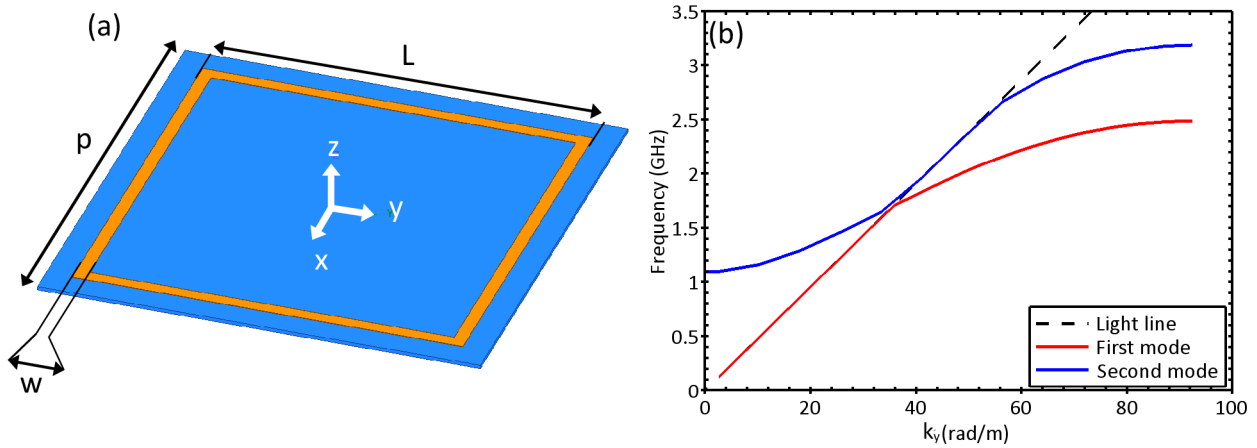 (a)
L
p
z
y
x
w
(b)
3.5
3
2.5
2
1.5
1
0.5
0
Frequency (GHz)
0
20
40
60
80
100
k_y(rad/m)
Light line
First mode
Second mode